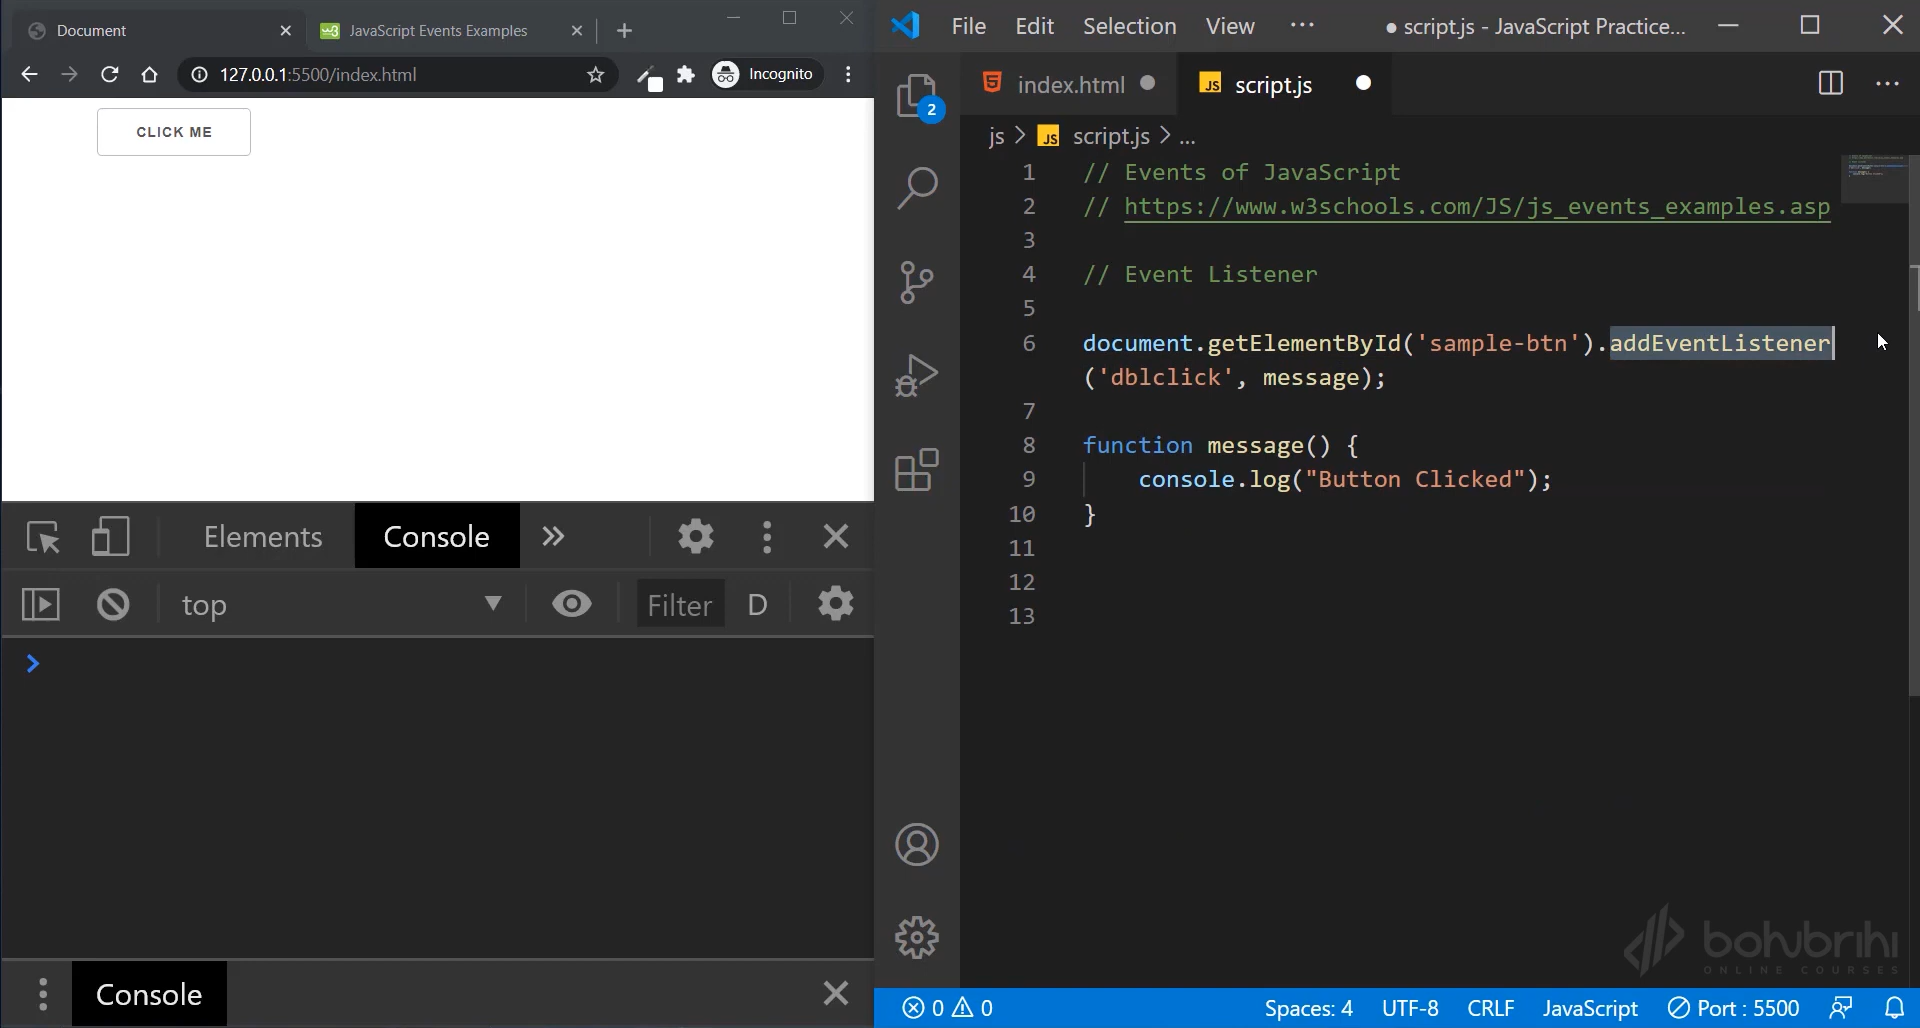 Document
JavaScript Events Examples
127.0.0.1:5500/index.html
Incognito
CLICK ME
Elements
Console
top
Filter
D
Console
File Edit Selection View ···
● script.js - JavaScript Practice...
2
index.html
JS script.js
js > JS script.js > ...
1 // Events of JavaScript
2 // https://www.w3schools.com/JS/js_events_examples.asp
3
4 // Event Listener
5
6 document.getElementById('sample-btn').addEventListener
('dblclick', message);
7
8 function message() {
9 console.log("Button Clicked");
10 }
11
12
13
bohubrihi
ONLINE COURSES
0 0 Spaces: 4 UTF-8 CRLF JavaScript Port : 5500